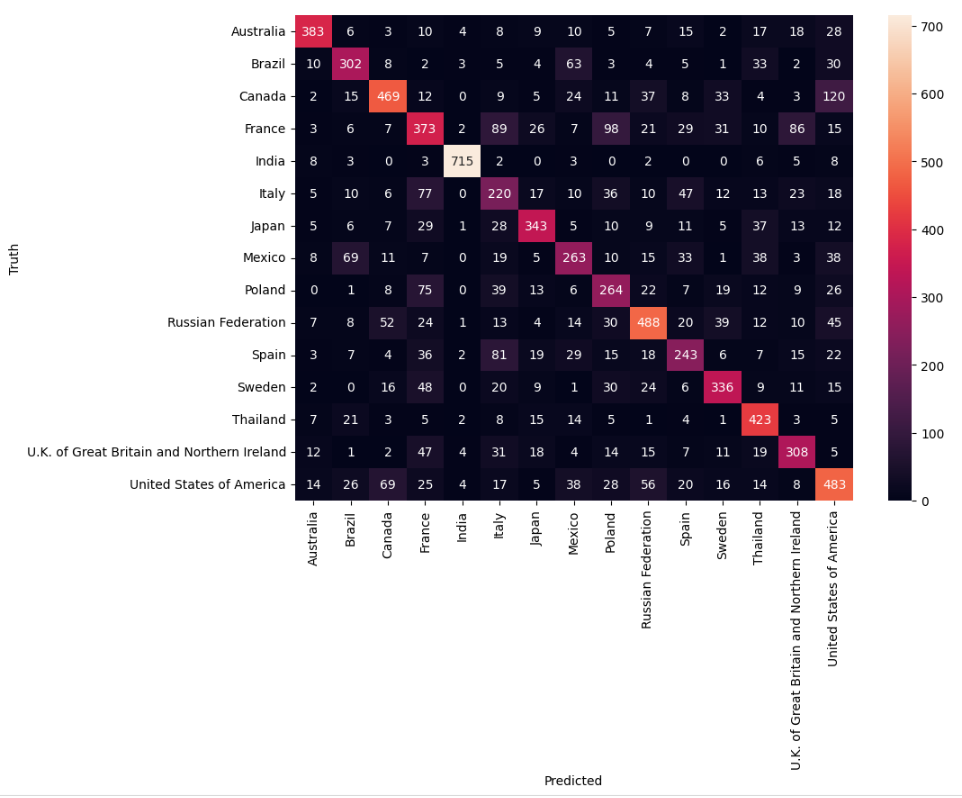 Truth
Australia 383 6 3 10 4 8 9 10 5 7 15 2 17 18 28
Brazil 10 302 8 2 3 5 4 63 3 4 5 1 33 2 30
Canada 2 15 469 12 0 9 5 24 11 37 8 33 4 3 120
France 3 6 7 373 2 89 26 7 98 21 29 31 10 86 15
India 8 3 0 3 715 2 0 3 0 2 0 0 6 5 8
Italy 5 10 6 77 0 220 17 10 36 10 47 12 13 23 18
Japan 5 6 7 29 1 28 343 5 10 9 11 5 37 13 12
Mexico 8 69 11 7 0 19 5 263 10 15 33 1 38 3 38
Poland 0 1 8 75 0 39 13 6 264 22 7 19 12 9 26
Russian Federation 7 8 52 24 1 13 4 14 30 488 20 39 12 10 45
Spain 3 7 4 36 2 81 19 29 15 18 243 6 7 15 22
Sweden 2 0 16 48 0 20 9 1 30 24 6 336 9 11 15
Thailand 7 21 3 5 2 8 15 14 5 1 4 1 423 3 5
U.K. of Great Britain and Northern Ireland 12 1 2 47 4 31 18 4 14 15 7 11 19 308 5
United States of America 14 26 69 25 4 17 5 38 28 56 20 16 14 8 483
Australia
Brazil
Canada
France
India
Italy
Japan
Mexico
Poland
Russian Federation
Spain
Sweden
Thailand
U.K. of Great Britain and Northern Ireland
United States of America
Predicted
700
600
500
400
300
200
100
0